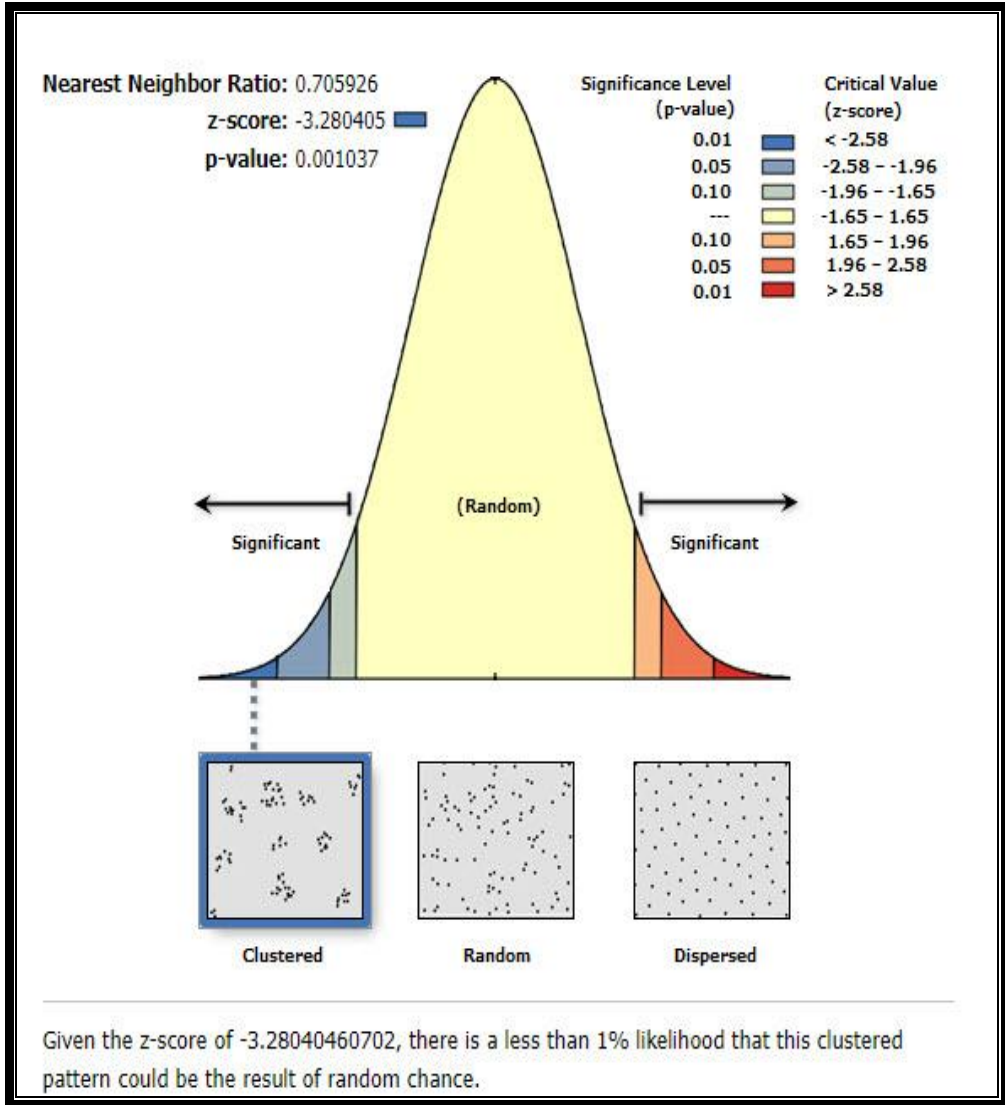 Nearest Neighbor Ratio: 0.705926
z-score: -3.280405
p-value: 0.001037
Significance Level
(p-value)
Critical Value
(z-score)
0.01 < -2.58
0.05 -2.58 – -1.96
0.10 -1.96 – -1.65
--- -1.65 – 1.65
0.10 1.65 – 1.96
0.05 1.96 – 2.58
0.01 > 2.58
(Random)
Significant
Significant
Clustered
Random
Dispersed
Given the z-score of -3.28040460702, there is a less than 1% likelihood that this clustered
pattern could be the result of random chance.